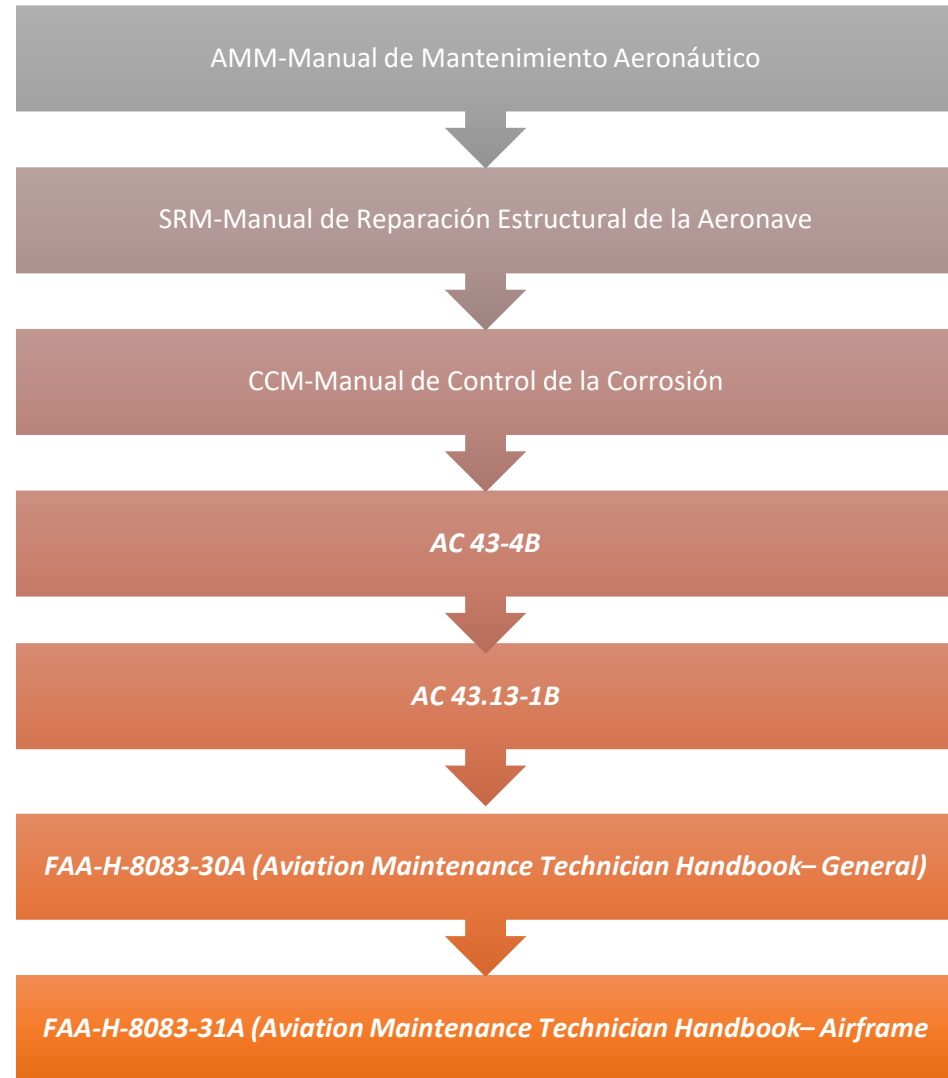 AMM-Manual de Mantenimiento Aeronáutico
SRM-Manual de Reparación Estructural de la Aeronave
CCM-Manual de Control de la Corrosión
AC 43-4B
AC 43.13-1B
FAA-H-8083-30A (Aviation Maintenance Technician Handbook– General)
FAA-H-8083-31A (Aviation Maintenance Technician Handbook– Airframe